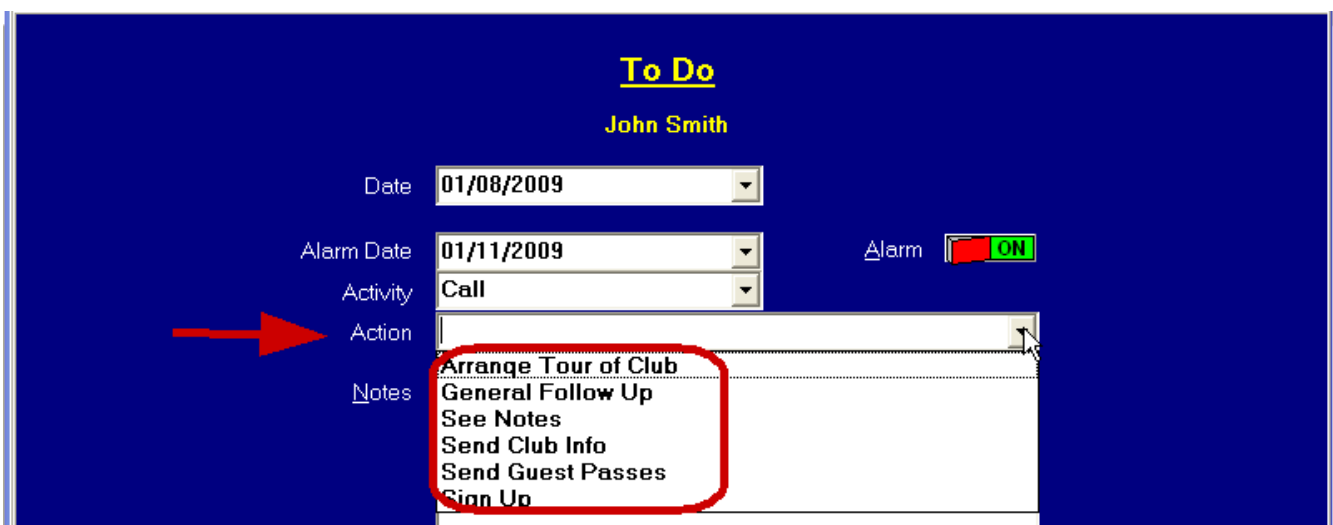 To Do
John Smith
Date 01/08/2009
Alarm Date 01/11/2009 Alarm ON
Activity Call
Action
Arrange Tour of Club
Notes General Follow Up
See Notes
Send Club Info
Send Guest Passes
Sign Up